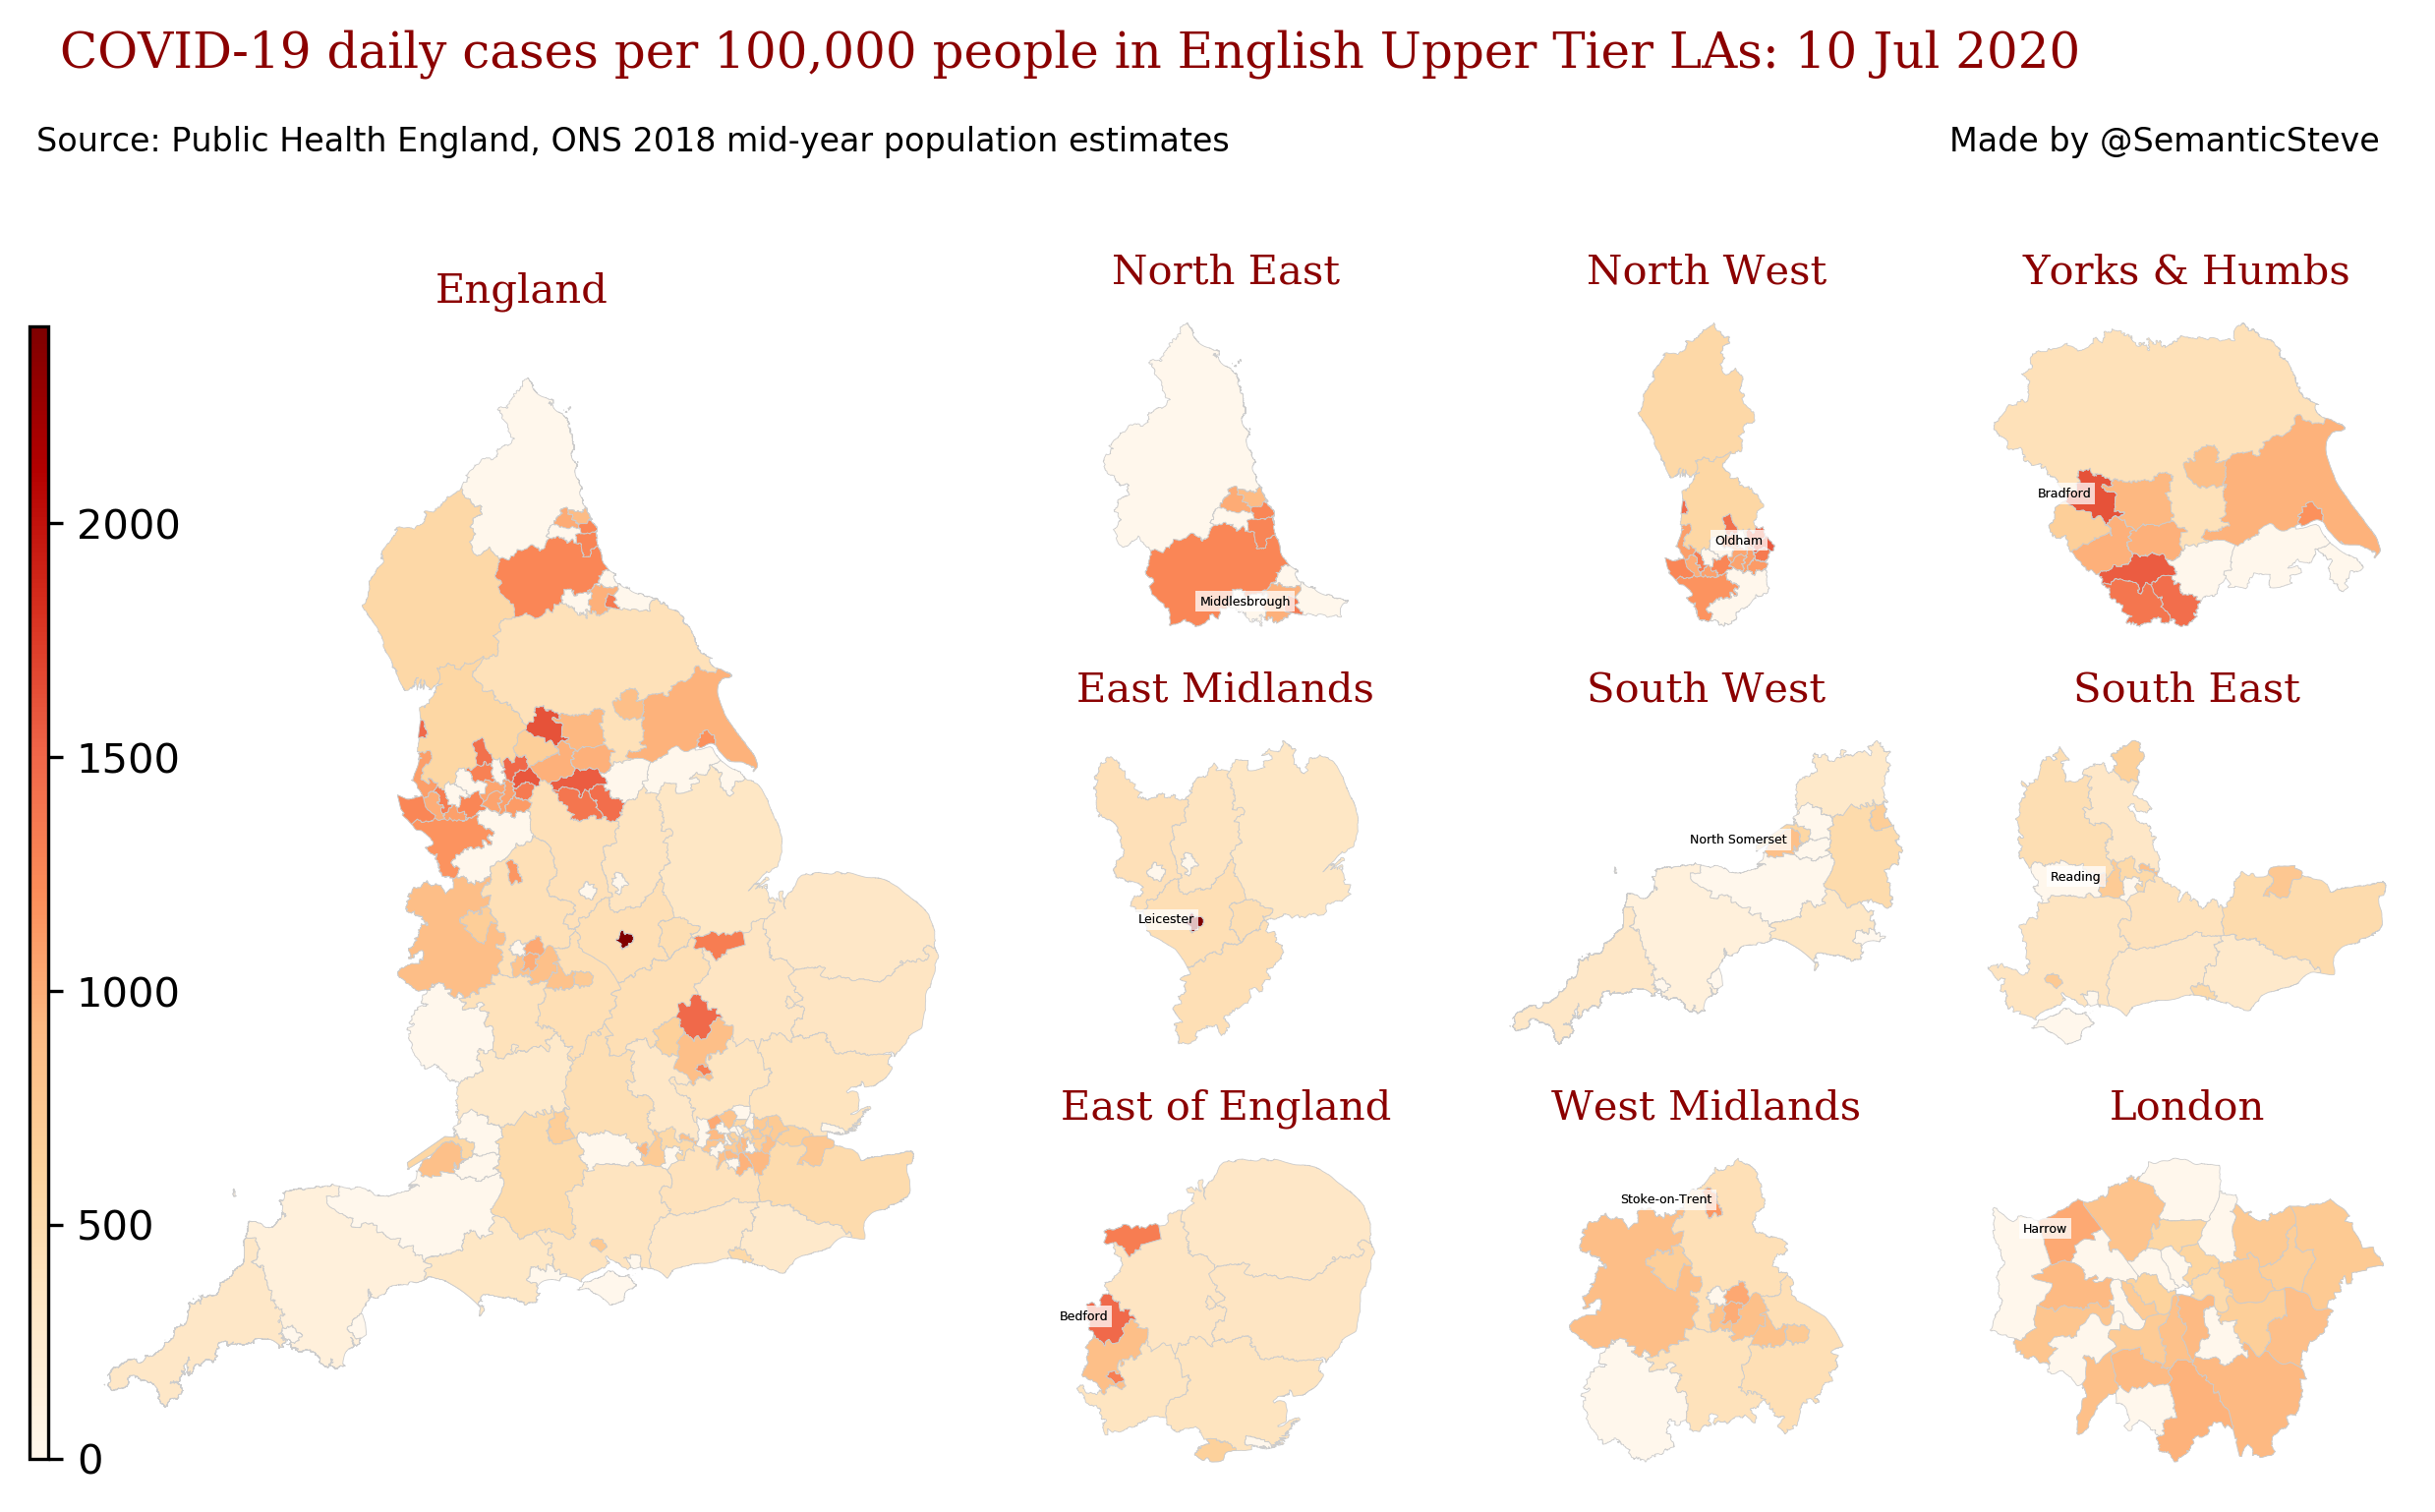 COVID-19 daily cases per 100,000 people in English Upper Tier LAs: 10 Jul 2020
Source: Public Health England, ONS 2018 mid-year population estimates
Made by @SemanticSteve
England
2000
1500
1000
500
0
North East
Middlesbrough
North West
Oldham
Yorks & Humbs
Bradford
East Midlands
Leicester
South West
North Somerset
South East
Reading
East of England
Bedford
West Midlands
Stoke-on-Trent
London
Harrow